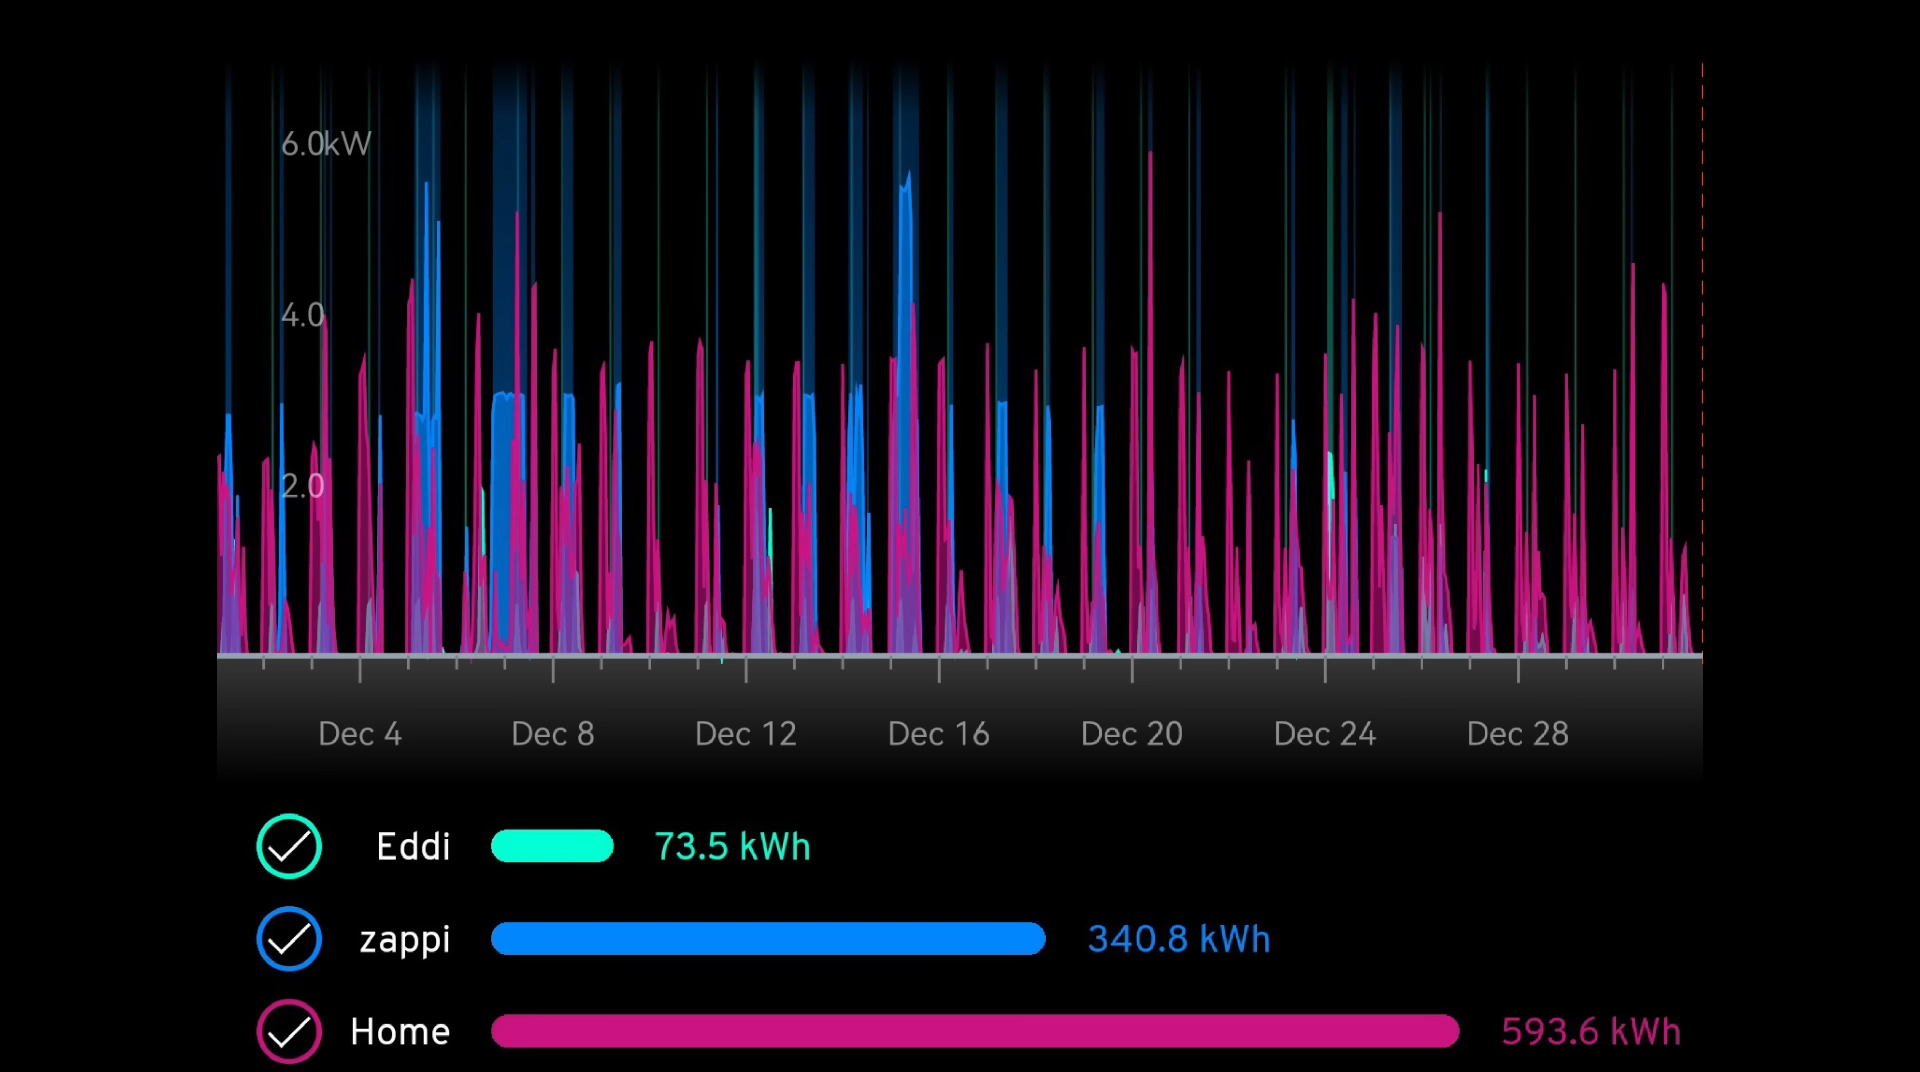 6.0kW
4.0
2.0
Dec 4 Dec 8 Dec 12 Dec 16 Dec 20 Dec 24 Dec 28
Eddi 73.5 kWh
zappi 340.8 kWh
Home 593.6 kWh